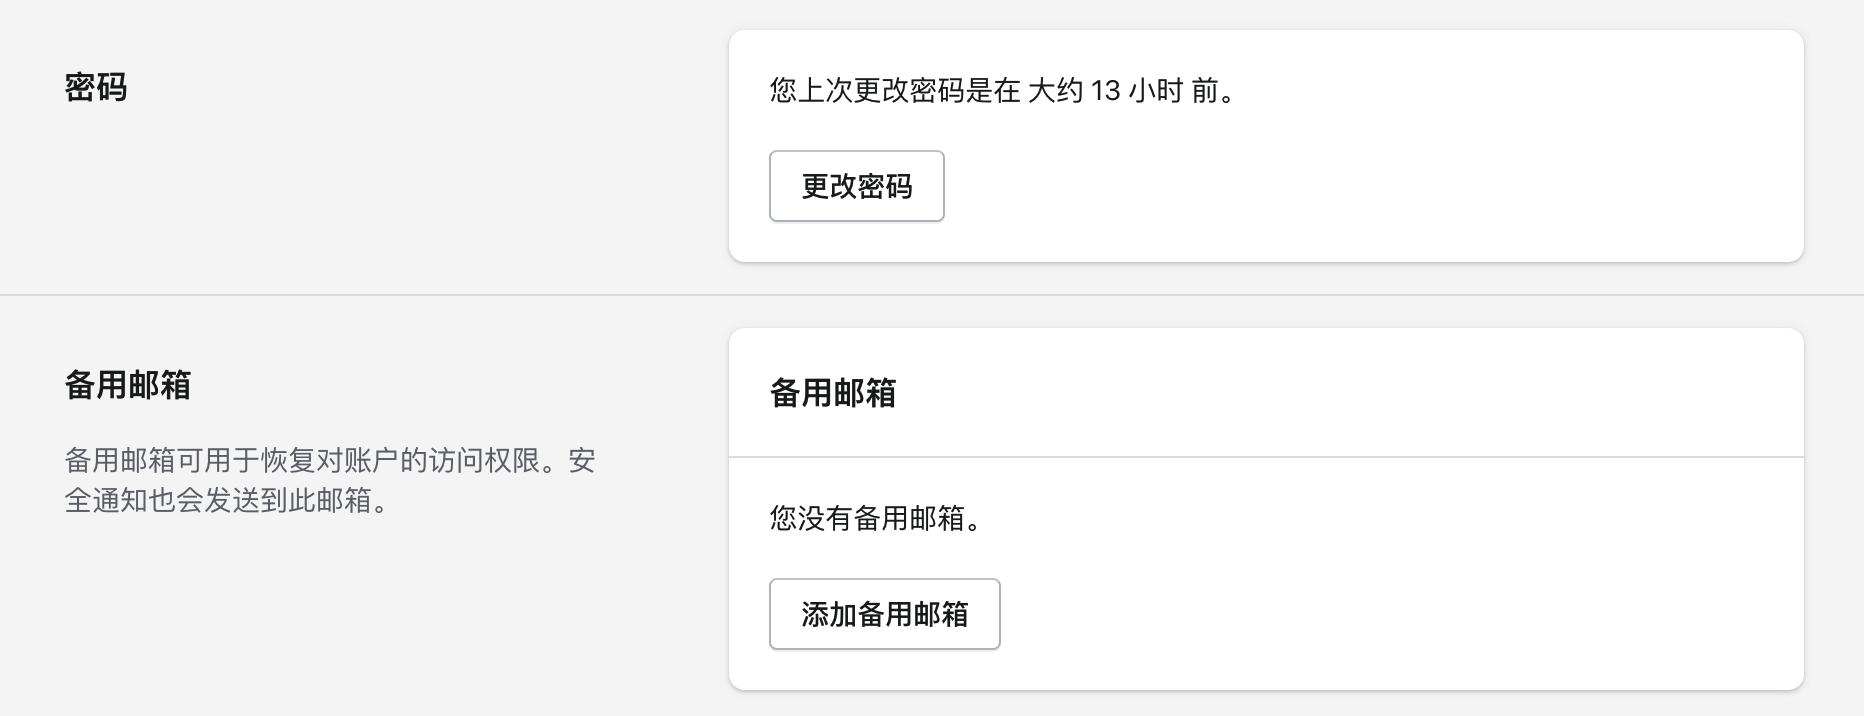 密码
您上次更改密码是在 大约 13 小时 前。
更改密码
备用邮箱
备用邮箱可用于恢复对账户的访问权限。安
全通知也会发送到此邮箱。
备用邮箱
您没有备用邮箱。
添加备用邮箱